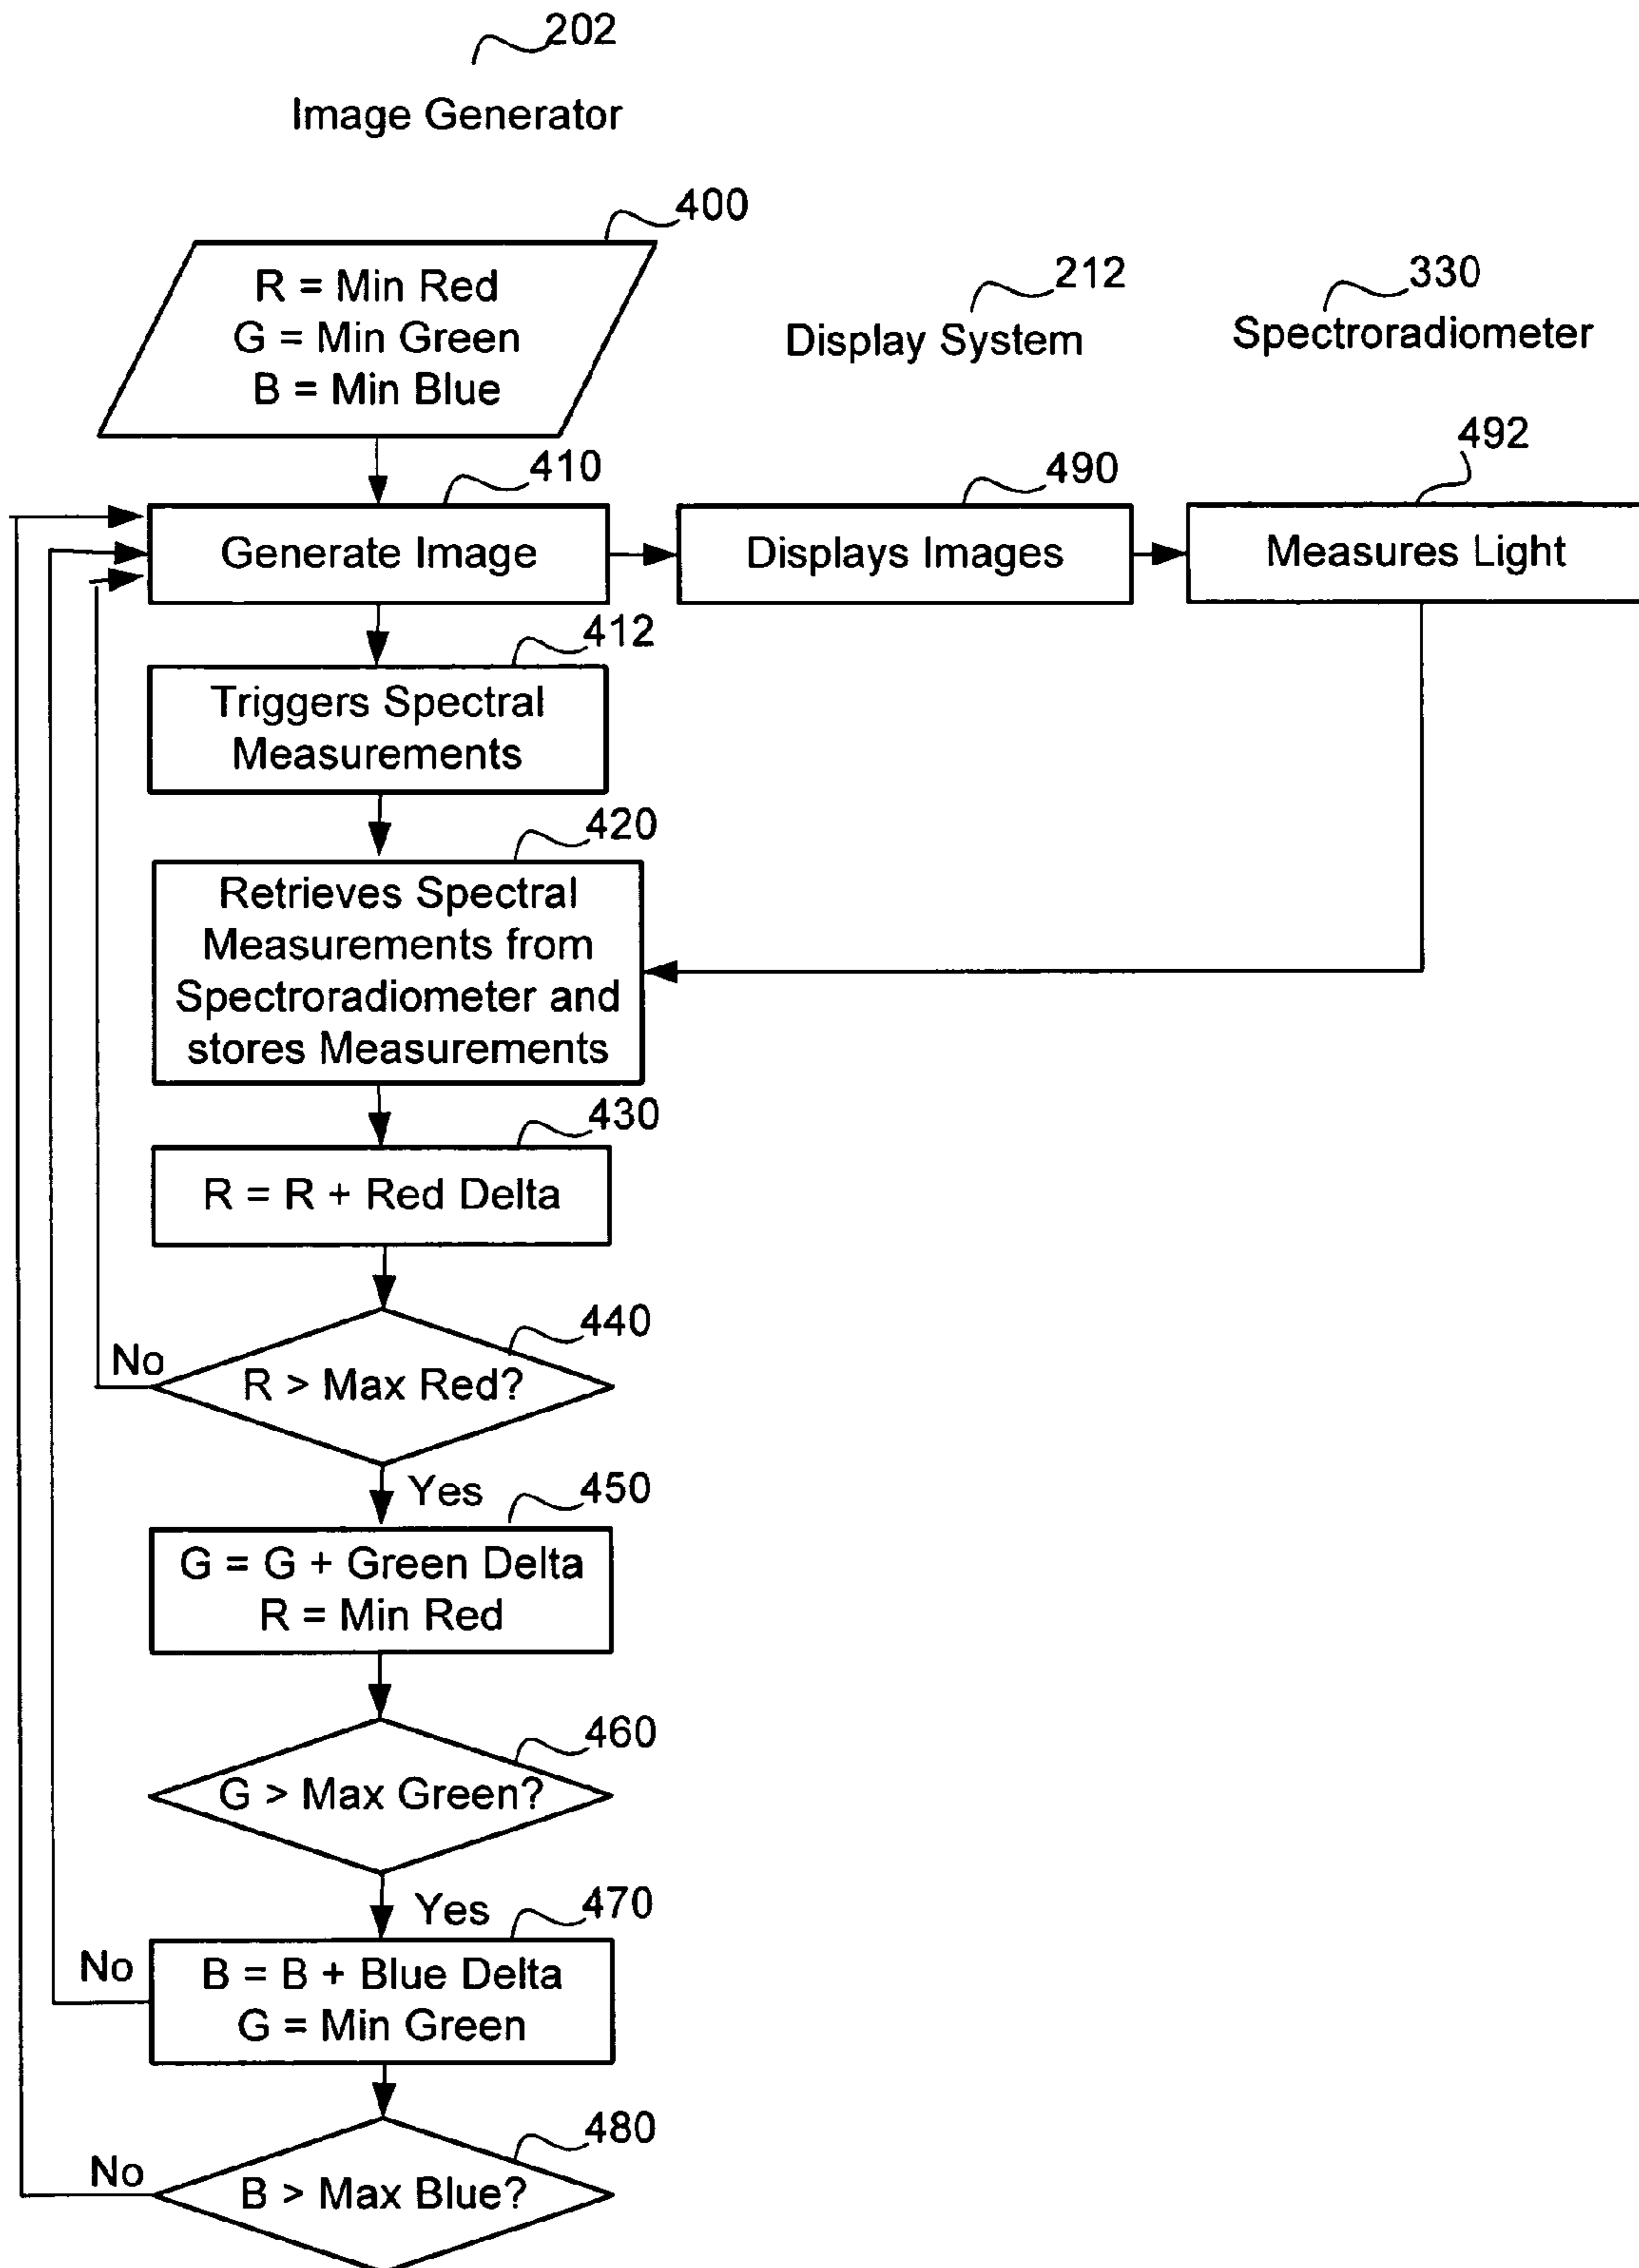 202
Image Generator
400
R = Min Red
G = Min Green
B = Min Blue
212
Display System
330
Spectroradiometer
410
Generate Image
490
Displays Images
492
Measures Light
412
Triggers Spectral
Measurements
420
Retrieves Spectral
Measurements from
Spectroradiometer and
stores Measurements
430
R = R + Red Delta
440
No
R > Max Red?
Yes
450
G = G + Green Delta
R = Min Red
460
G > Max Green?
Yes
470
No
B = B + Blue Delta
G = Min Green
480
No
B > Max Blue?